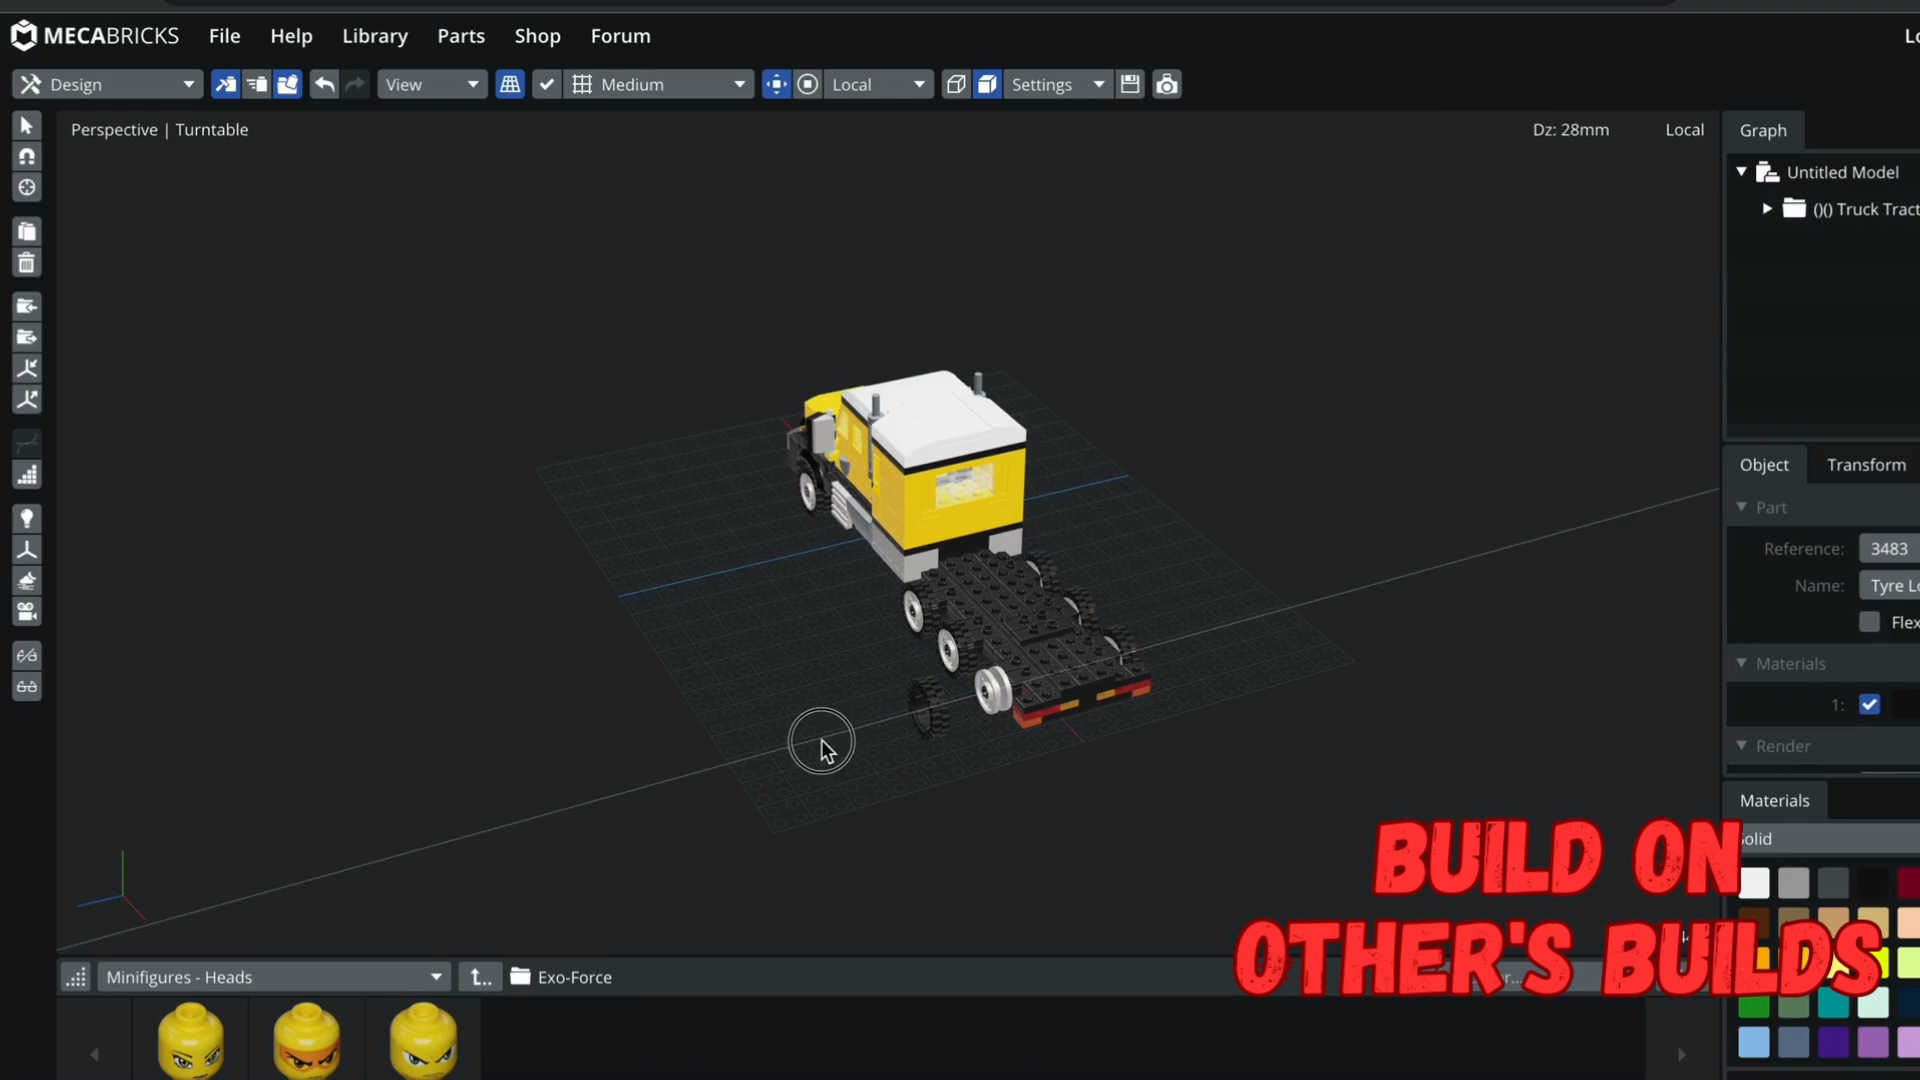 MECABRICKS File Help Library Parts Shop Forum
Design View Medium Local Settings
Perspective | Turntable Dz: 28mm Local
Graph
Untitled Model
()() Truck Tract
Object Transform
Part
Reference: 3483
Name: Tyre Lo
Flex
Materials
1:
Render
Materials
Solid
BUILD ON
OTHER'S BUILDS
Minifigures - Heads Exo-Force